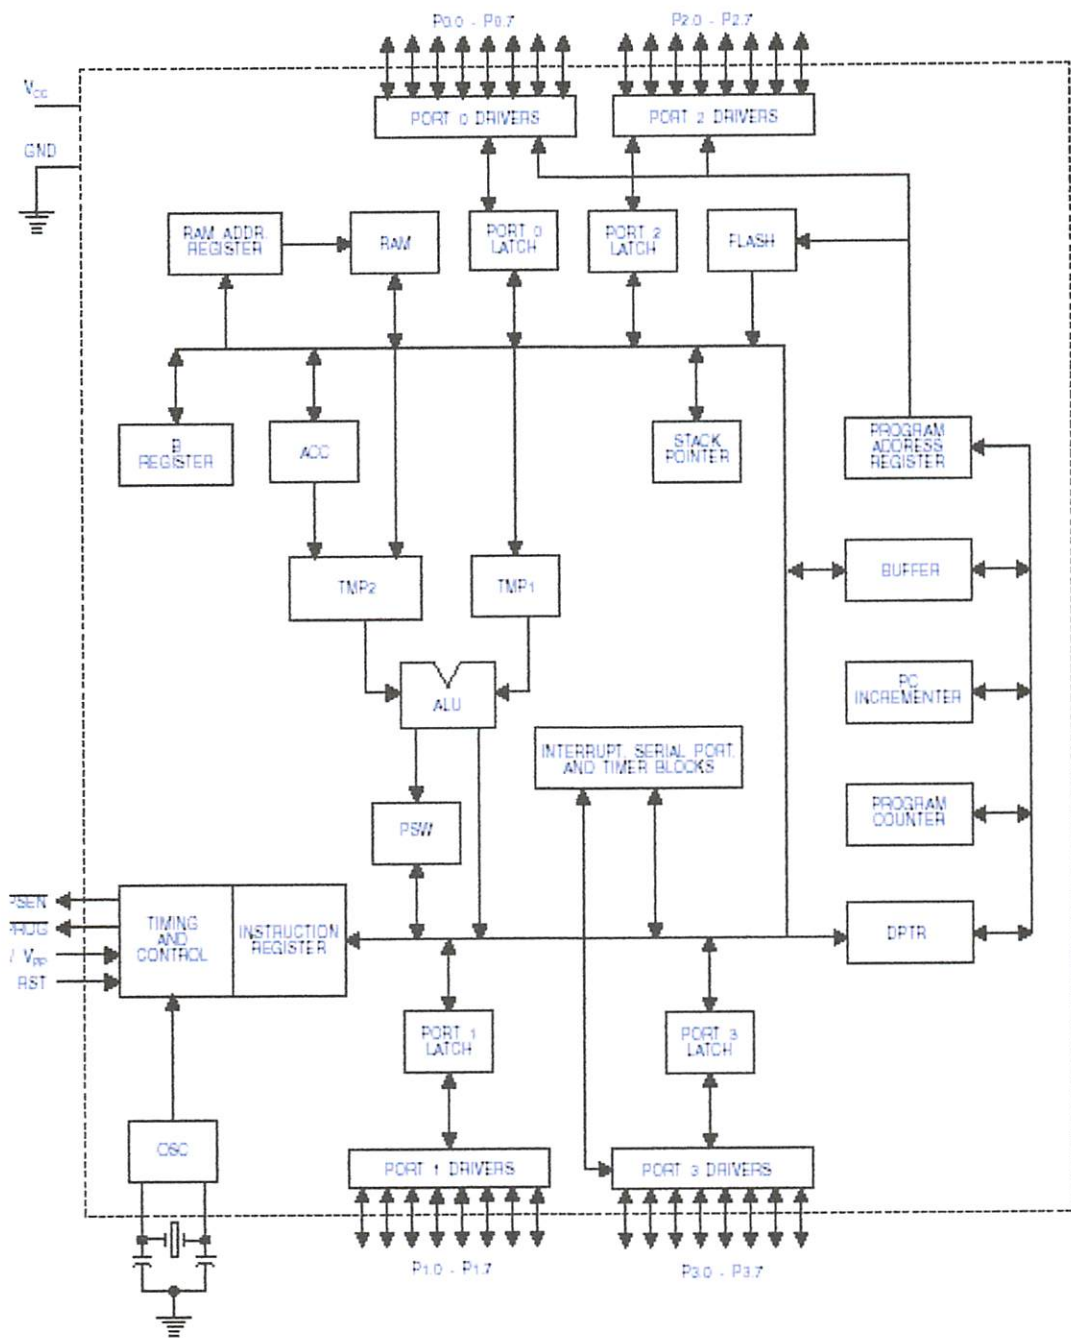 P0.0 - P0.7
P2.0 - P2.7
VCC
PORT 0 DRIVERS
PORT 2 DRIVERS
GND
RAM ADDR.
REGISTER
RAM
PORT 0
LATCH
PORT 2
LATCH
FLASH
B
REGISTER
ACC
STACK
POINTER
PROGRAM
ADDRESS
REGISTER
TMP2
TMP1
BUFFER
ALU
PC
INCREMENTER
INTERRUPT, SERIAL PORT,
AND TIMER BLOCKS
PSW
PROGRAM
COUNTER
PSEN
PROG
/ VPP
RST
TIMING
AND
CONTROL
INSTRUCTION
REGISTER
DPTR
PORT 1
LATCH
PORT 3
LATCH
OSC
PORT 1 DRIVERS
PORT 3 DRIVERS
P1.0 - P1.7
P3.0 - P3.7